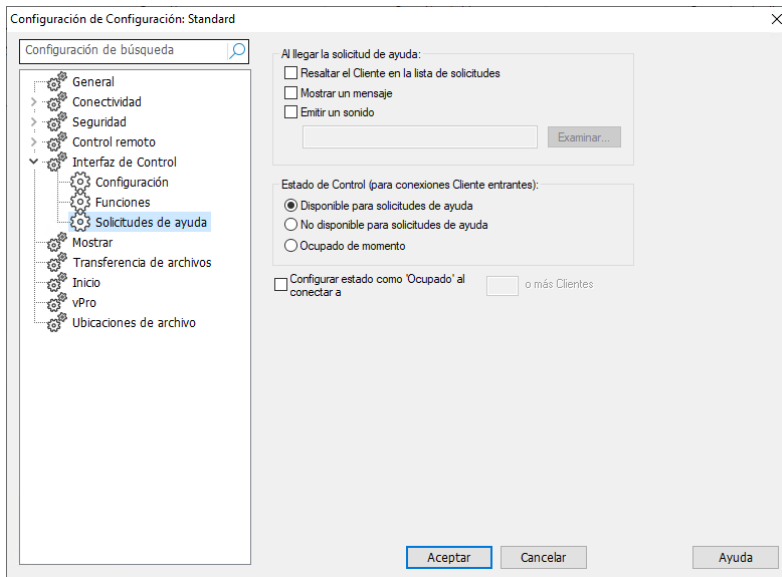 Configuración de Configuración: Standard
Configuración de búsqueda
General
Conectividad
Seguridad
Control remoto
Interfaz de Control
Configuración
Funciones
Solicitudes de ayuda
Mostrar
Transferencia de archivos
Inicio
vPro
Ubicaciones de archivo
Al llegar la solicitud de ayuda:
Resaltar el Cliente en la lista de solicitudes
Mostrar un mensaje
Emitir un sonido
Examinar...
Estado de Control (para conexiones Cliente entrantes):
Disponible para solicitudes de ayuda
No disponible para solicitudes de ayuda
Ocupado de momento
Configurar estado como 'Ocupado' al
conectar a
o más Clientes
Aceptar
Cancelar
Ayuda